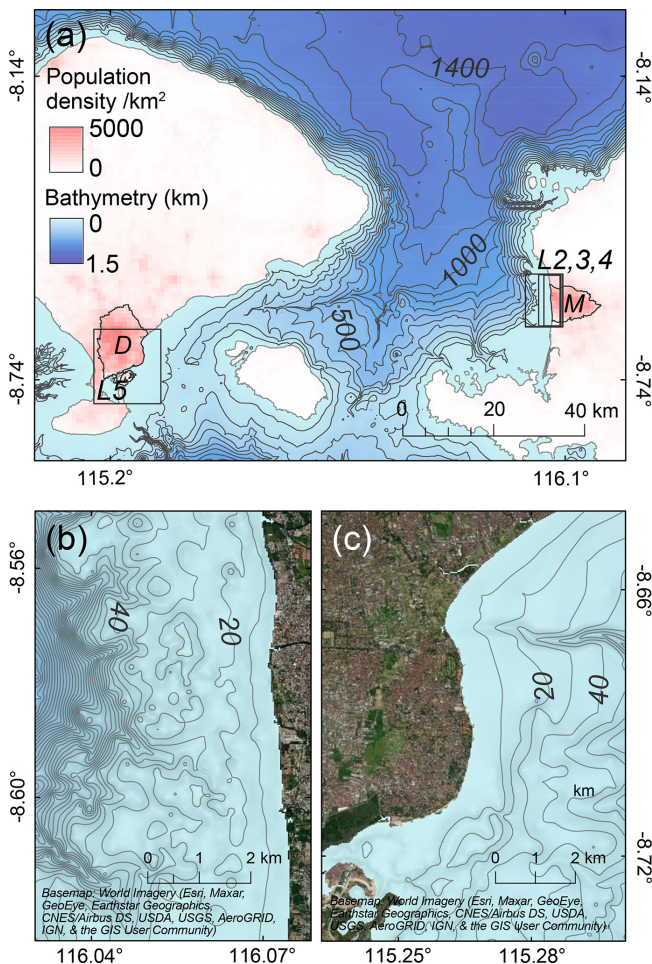 (a)
1400
-8.14°
-8.14°
Population
density /km2
5000
0
Bathymetry (km)
0
1.5
1000
L2,3,4
M
500
D
L5
-8.74°
-8.74°
0 20 40 km
115.2° 116.1°
(b)
-8.56°
40
20
-8.60°
0 1 2 km
Basemap: World Imagery (Esri, Maxar,
GeoEye, Earthstar Geographics,
CNES/Airbus DS, USDA, USGS, AeroGRID,
IGN, & the GIS User Community)
116.04° 116.07°
(c)
-8.66°
20
40
km
0 1 2 km
-8.72°
Basemap: World Imagery (Esri, Maxar, GeoEye,
Earthstar Geographics, CNES/Airbus DS, USDA,
USGS, AeroGRID, IGN, & the GIS User Community)
115.25° 115.28°